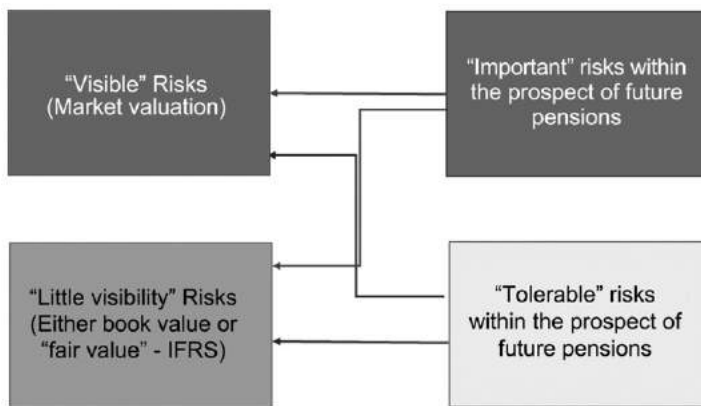 “Visible” Risks
(Market valuation)
“Important” risks within
the prospect of future
pensions
“Little visibility” Risks
(Either book value or
“fair value” - IFRS)
“Tolerable” risks
within the prospect of
future pensions